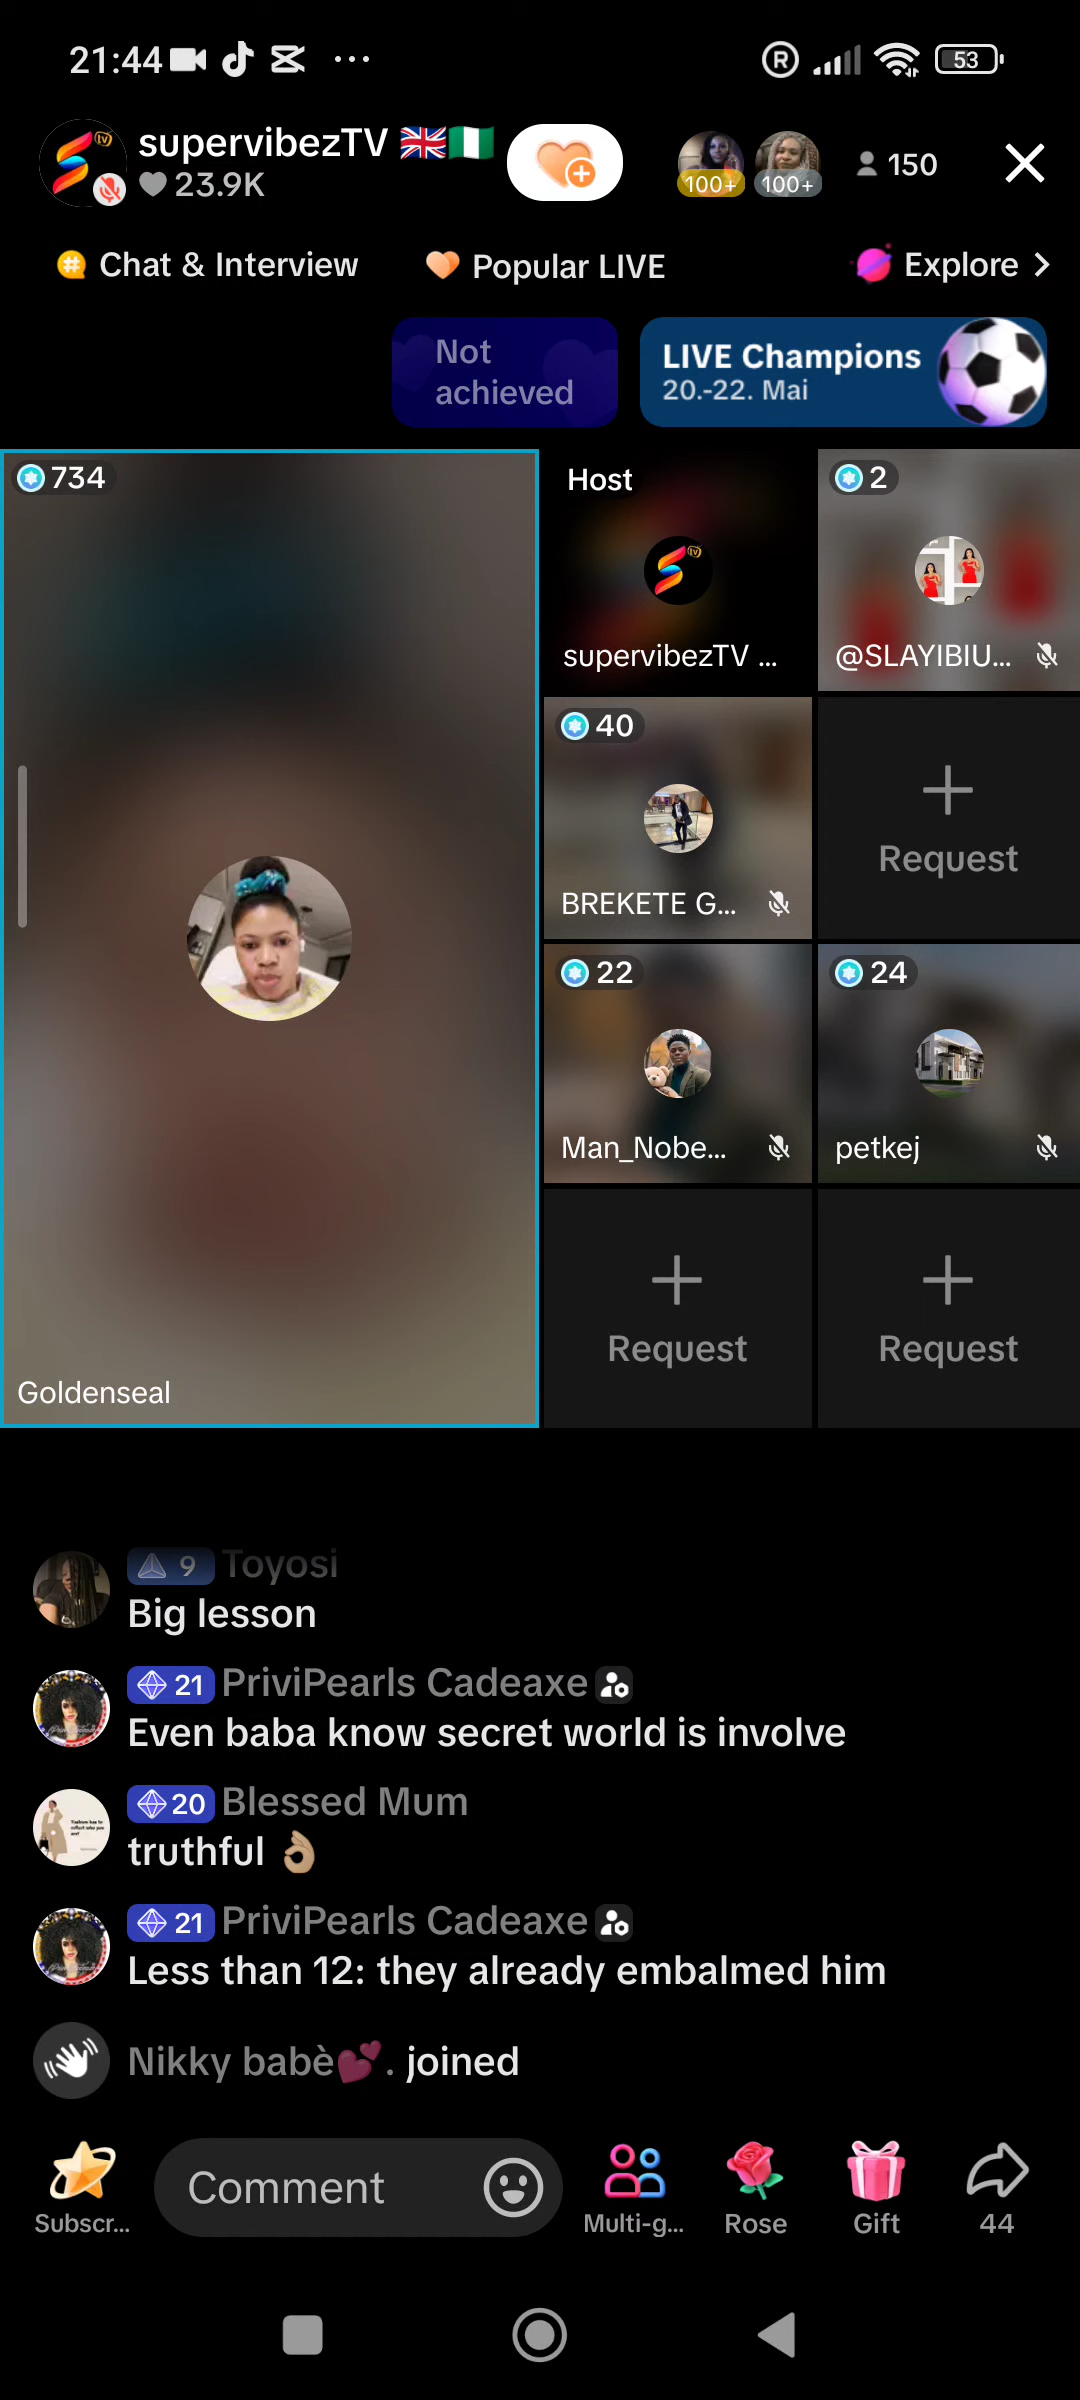 21:44
R
53
supervibezTV 🇬🇧🇳🇬
23.9K
100+
100+
150
Chat & Interview
Popular LIVE
Explore
Not
achieved
LIVE Champions
20.-22. Mai
734
Host
2
supervibezTV ...
@SLAYIBIU...
40
BREKETE G...
Request
22
24
Man_Nobe...
petkej
Request
Request
Goldenseal
9 Toyosi
Big lesson
21 PriviPearls Cadeaxe
Even baba know secret world is involve
20 Blessed Mum
truthful 👌🏽
21 PriviPearls Cadeaxe
Less than 12: they already embalmed him
Nikky babè💕. joined
Subscr...
Comment
Multi-g...
Rose
Gift
44